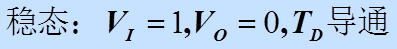 稳态：V_I = 1,V_O = 0,T_D导通